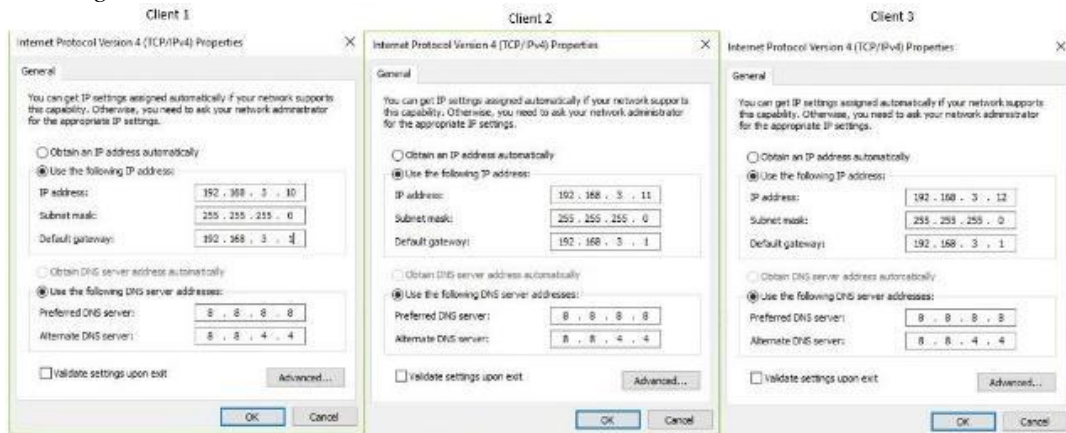 Client 1
Internet Protocol Version 4 (TCP/IPv4) Properties
General
You can get IP settings assigned automatically if your network supports
this capability. Otherwise, you need to ask your network administrator
for the appropriate IP settings.
Obtain an IP address automatically
Use the following IP address:
IP address: 192 . 168 . 3 . 10
Subnet mask: 255 . 255 . 255 . 0
Default gateway: 192 . 168 . 3 . 1
Obtain DNS server address automatically
Use the following DNS server addresses:
Preferred DNS server: 8 . 8 . 8 . 8
Alternate DNS server: 8 . 8 . 4 . 4
Validate settings upon exit
Advanced...
OK Cancel
Client 2
Internet Protocol Version 4 (TCP/IPv4) Properties
General
You can get IP settings assigned automatically if your network supports
this capability. Otherwise, you need to ask your network administrator
for the appropriate IP settings.
Obtain an IP address automatically
Use the following IP address:
IP address: 192 . 168 . 3 . 11
Subnet mask: 255 . 255 . 255 . 0
Default gateway: 192 . 168 . 3 . 1
Obtain DNS server address automatically
Use the following DNS server addresses:
Preferred DNS server: 8 . 8 . 8 . 8
Alternate DNS server: 8 . 8 . 4 . 4
Validate settings upon exit
Advanced...
OK Cancel
Client 3
Internet Protocol Version 4 (TCP/IPv4) Properties
General
You can get IP settings assigned automatically if your network supports
this capability. Otherwise, you need to ask your network administrator
for the appropriate IP settings.
Obtain an IP address automatically
Use the following IP address:
IP address: 192 . 168 . 3 . 12
Subnet mask: 255 . 255 . 255 . 0
Default gateway: 192 . 168 . 3 . 1
Obtain DNS server address automatically
Use the following DNS server addresses:
Preferred DNS server: 8 . 8 . 8 . 8
Alternate DNS server: 8 . 8 . 4 . 4
Validate settings upon exit
Advanced...
OK Cancel